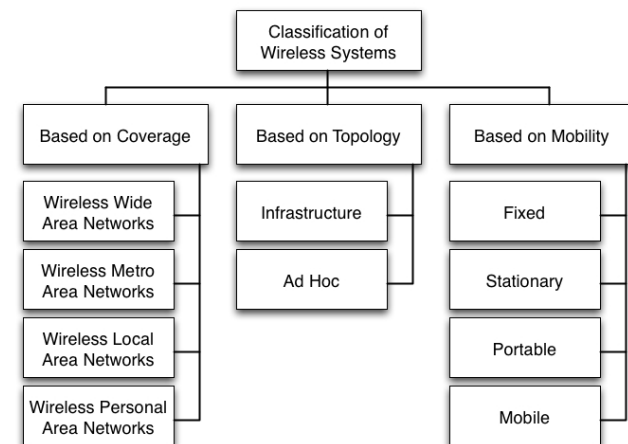 Classification of
Wireless Systems
Based on Coverage
Based on Topology
Based on Mobility
Wireless Wide
Area Networks
Infrastructure
Fixed
Wireless Metro
Area Networks
Ad Hoc
Stationary
Wireless Local
Area Networks
Portable
Wireless Personal
Area Networks
Mobile